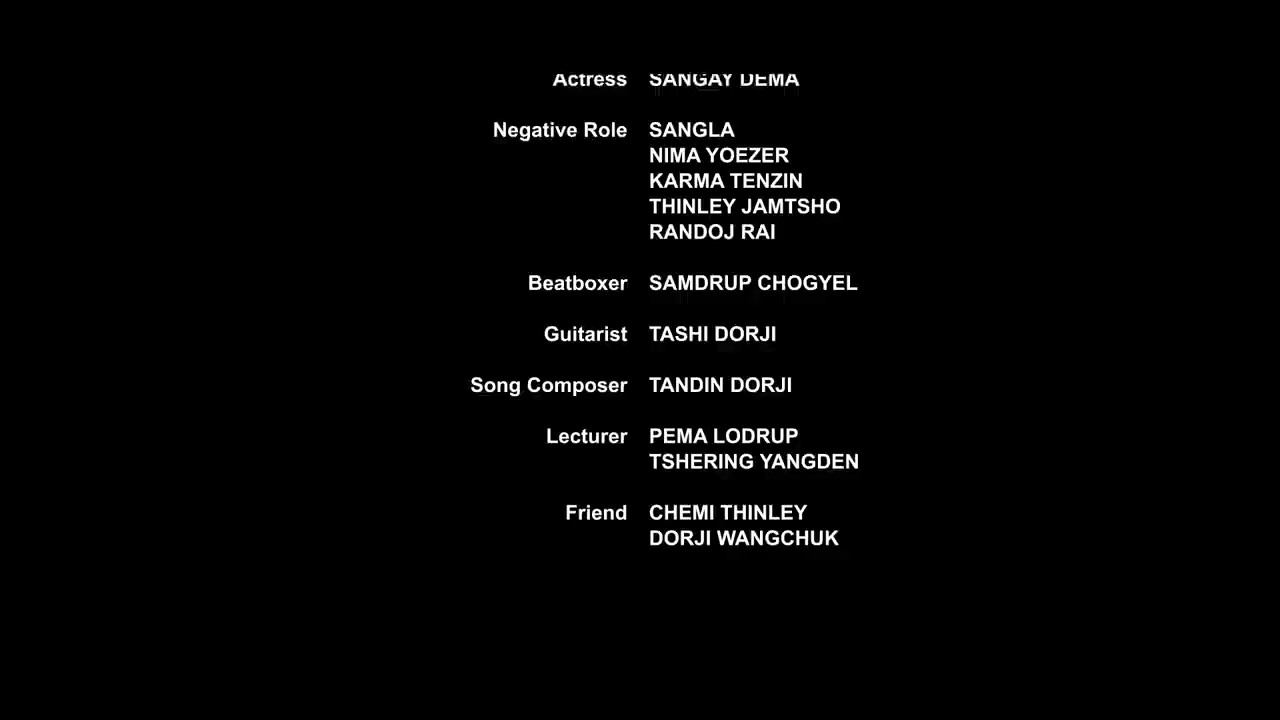 Actress SANGAY DEMA
Negative Role SANGLA
NIMA YOEZER
KARMA TENZIN
THINLEY JAMTSHO
RANDOJ RAI
Beatboxer SAMDRUP CHOGYEL
Guitarist TASHI DORJI
Song Composer TANDIN DORJI
Lecturer PEMA LODRUP
TSHERING YANGDEN
Friend CHEMI THINLEY
DORJI WANGCHUK